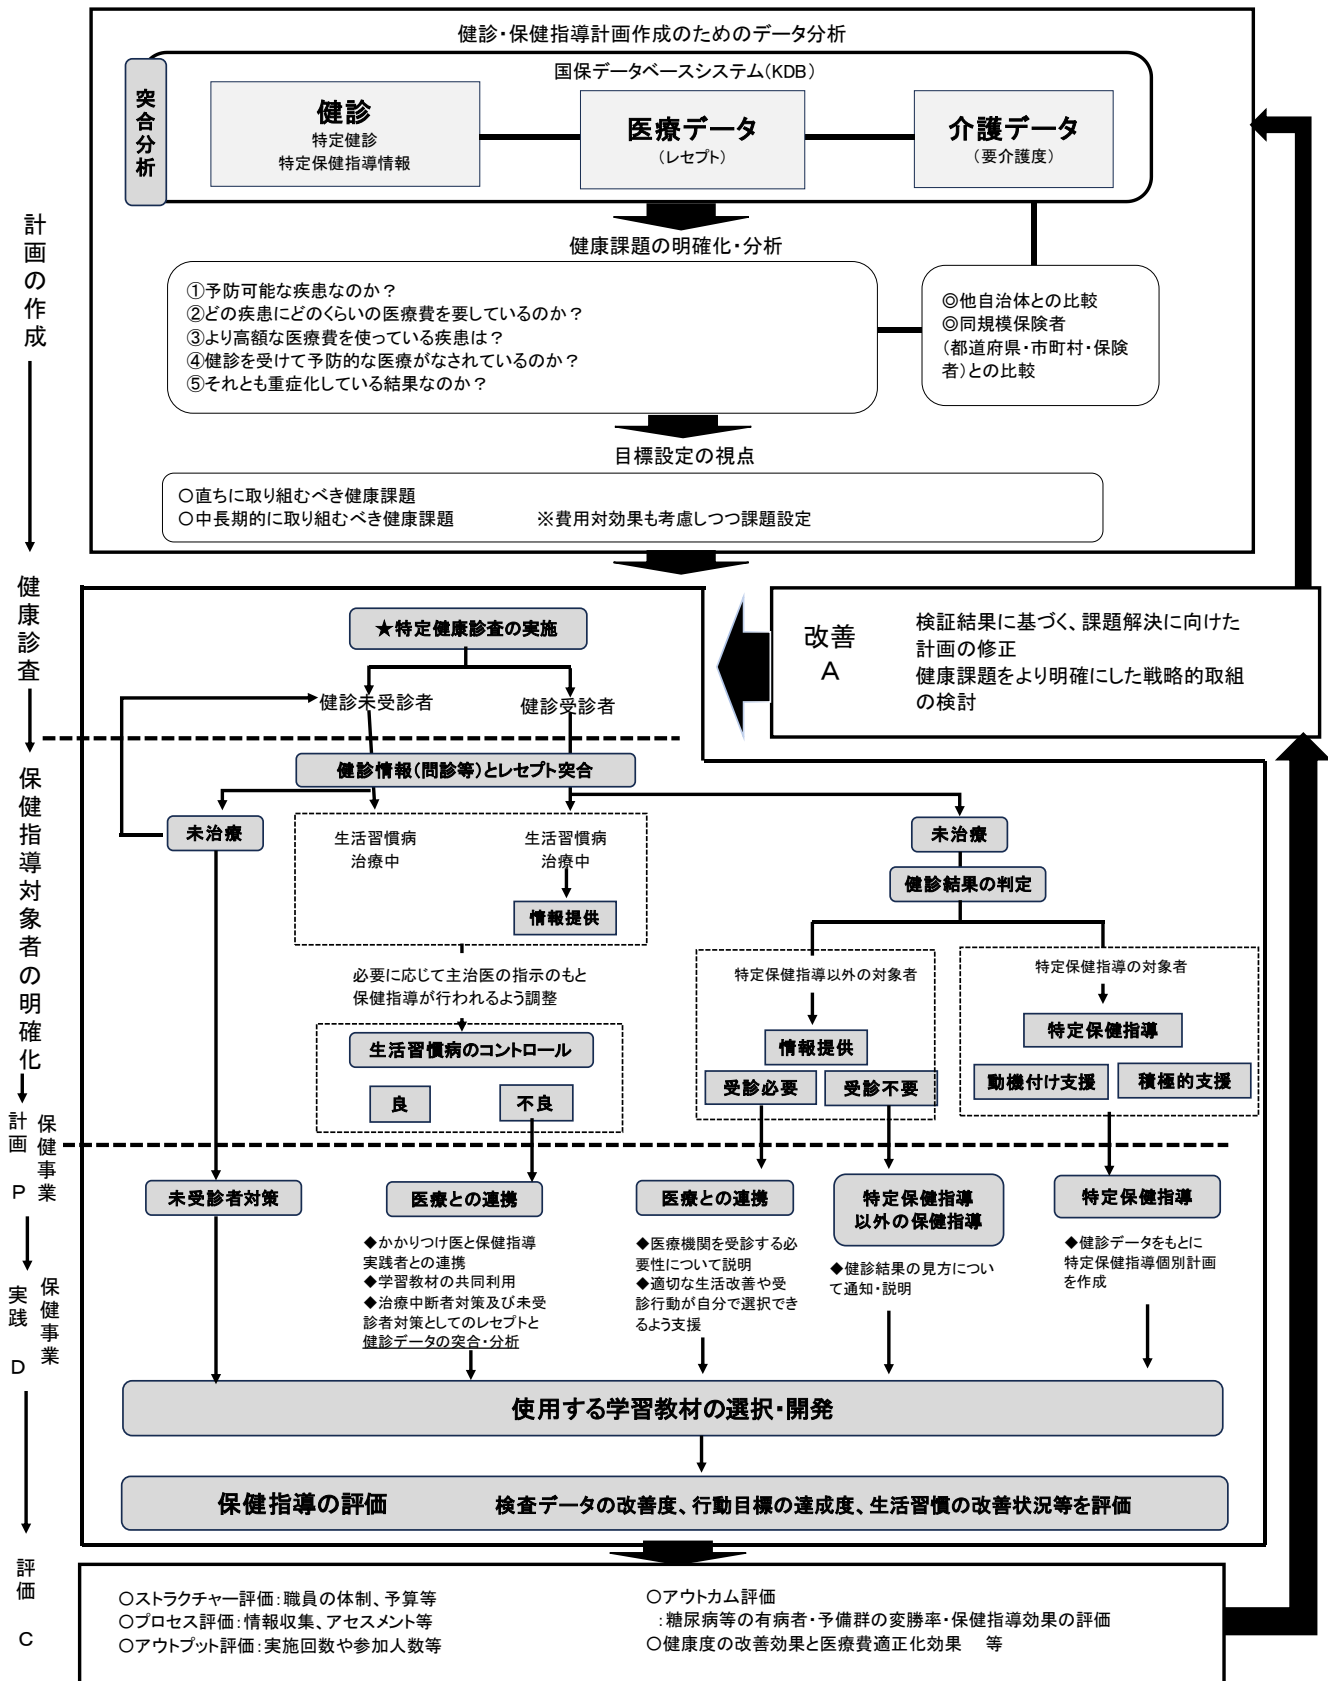 健診・保健指導計画作成のためのデータ分析
国保データベースシステム(KDB)
突合分析
健診
特定健診
特定保健指導情報
医療データ
（レセプト）
介護データ
（要介護度）
計画の作成
健康課題の明確化・分析
①予防可能な疾患なのか？
②どの疾患にどのくらいの医療費を要しているのか？
③より高額な医療費を使っている疾患は？
④健診を受けて予防的な医療がなされているのか？
⑤それとも重症化している結果なのか？
◎他自治体との比較
◎同規模保険者
（都道府県・市町村・保険
者）との比較
目標設定の視点
○直ちに取り組むべき健康課題
○中長期的に取り組むべき健康課題　※費用対効果も考慮しつつ課題設定
健康診査
★特定健康診査の実施
健診未受診者
健診受診者
改善
A
検証結果に基づく、課題解決に向けた
計画の修正
健康課題をより明確にした戦略的取組
の検討
保健指導対象者の明確化
健診情報（問診等）とレセプト突合
未治療
生活習慣病
治療中
生活習慣病
治療中
情報提供
未治療
健診結果の判定
必要に応じて主治医の指示のもと
保健指導が行われるよう調整
生活習慣病のコントロール
良
不良
特定保健指導以外の対象者
情報提供
受診必要
受診不要
特定保健指導の対象者
特定保健指導
動機付け支援
積極的支援
保健事業
計画 P
未受診者対策
医療との連携
◆かかりつけ医と保健指導
実践者との連携
◆学習教材の共同利用
◆治療中断者対策及び未受
診者対策としてのレセプトと
健診データの突合・分析
医療との連携
◆医療機関を受診する必
要性について説明
◆適切な生活改善や受
診行動が自分で選択でき
るよう支援
特定保健指導
以外の保健指導
◆健診結果の見方につい
て通知・説明
特定保健指導
◆健診データをもとに
特定保健指導個別計画
を作成
保健事業
実践 D
使用する学習教材の選択・開発
保健指導の評価　検査データの改善度、行動目標の達成度、生活習慣の改善状況等を評価
評価 C
○ストラクチャー評価：職員の体制、予算等
○プロセス評価：情報収集、アセスメント等
○アウトプット評価：実施回数や参加人数等
○アウトカム評価
：糖尿病等の有病者・予備群の変勝率・保健指導効果の評価
○健康度の改善効果と医療費適正化効果　等